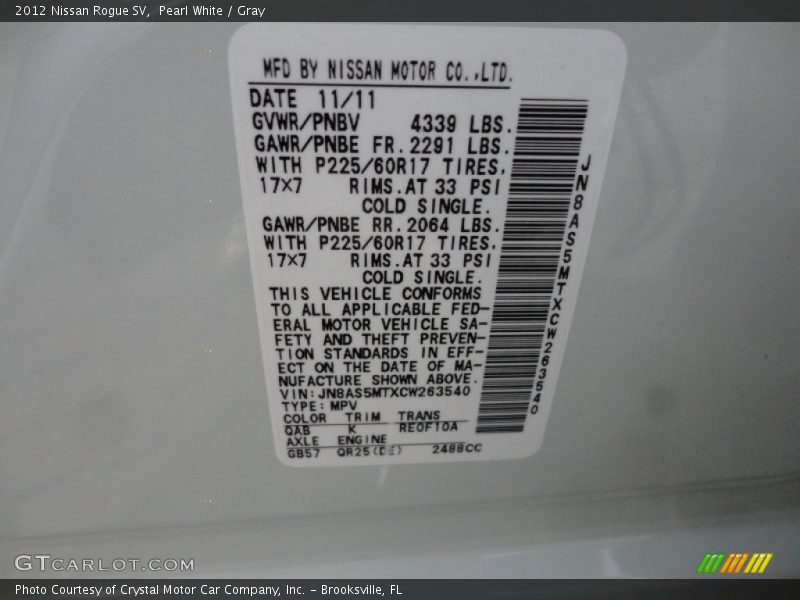 2012 Nissan Rogue SV,  Pearl White / Gray
MFD BY NISSAN MOTOR CO.,LTD.
DATE 11/11
GVWR/PNBV 4339 LBS.
GAWR/PNBE FR.2291 LBS.
WITH P225/60R17 TIRES.
17×7 RIMS.AT 33 PSI
COLD SINGLE.
GAWR/PNBE RR.2064 LBS.
WITH P225/60R17 TIRES.
17×7 RIMS.AT 33 PSI
COLD SINGLE.
THIS VEHICLE CONFORMS
TO ALL APPLICABLE FED-
ERAL MOTOR VEHICLE SA-
FETY AND THEFT PREVEN-
TION STANDARDS IN EFF-
ECT ON THE DATE OF MA-
NUFACTURE SHOWN ABOVE.
VIN:JN8AS5MTXCW263540
TYPE:MPV
COLOR TRIM TRANS
QAB K RE0F10A
AXLE ENGINE
GB57 QR25(DE) 2488CC
JN8AS5MTXCW263540
GTCARLOT.COM
Photo Courtesy of Crystal Motor Car Company, Inc. – Brooksville, FL